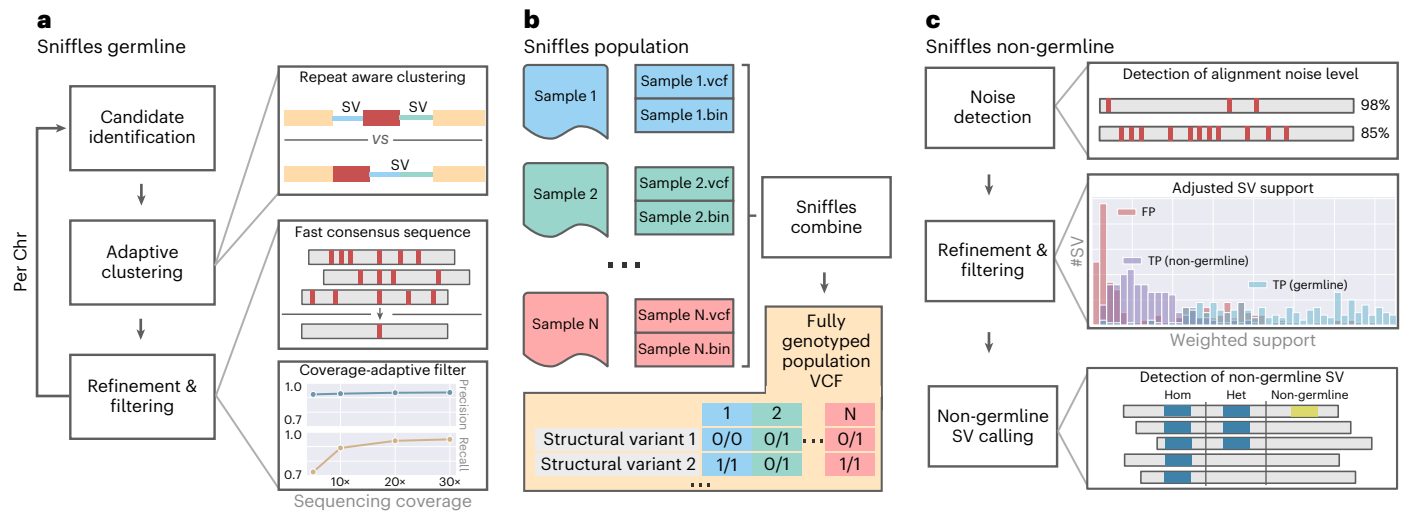 a
Sniffles germline
Per Chr
Candidate
identification
Adaptive
clustering
Refinement &
filtering
Repeat aware clustering
SV
SV
VS
SV
Fast consensus sequence
Coverage-adaptive filter
1.0
0.7
Precision
1.0
0.7
Recall
10×
20×
30×
Sequencing coverage
b
Sniffles population
Sample 1
Sample 1.vcf
Sample 1.bin
Sample 2
Sample 2.vcf
Sample 2.bin
...
Sample N
Sample N.vcf
Sample N.bin
Sniffles
combine
Fully
genotyped
population
VCF
1 2 N
Structural variant 1 0/0 0/1 ... 0/1
Structural variant 2 1/1 0/1 1/1
...
c
Sniffles non-germline
Noise
detection
Refinement &
filtering
Non-germline
SV calling
Detection of alignment noise level
98%
85%
Adjusted SV support
#SV
FP
TP (non-germline)
TP (germline)
Weighted support
Detection of non-germline SV
Hom Het Non-germline